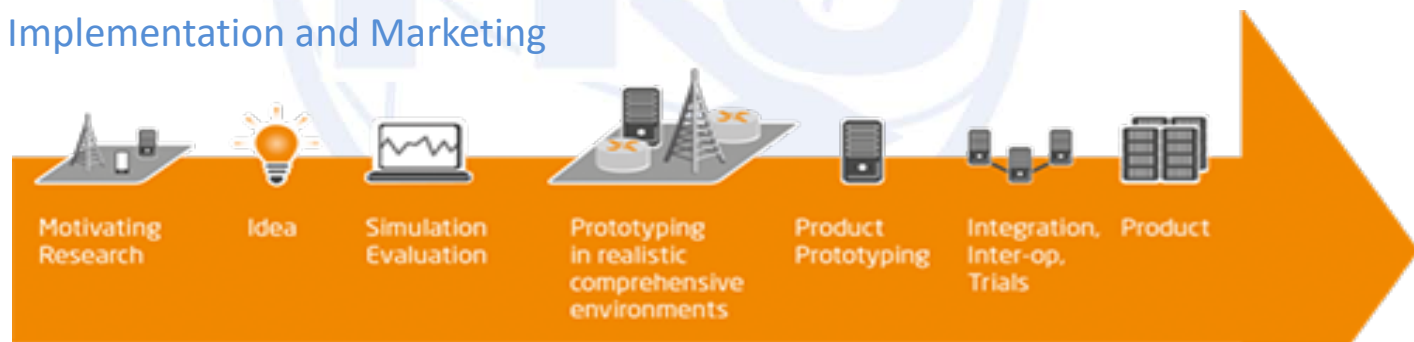 Implementation and Marketing
Motivating
Research
Idea
Simulation
Evaluation
Prototyping
in realistic
comprehensive
environments
Product
Prototyping
Integration,
Inter-op,
Trials
Product